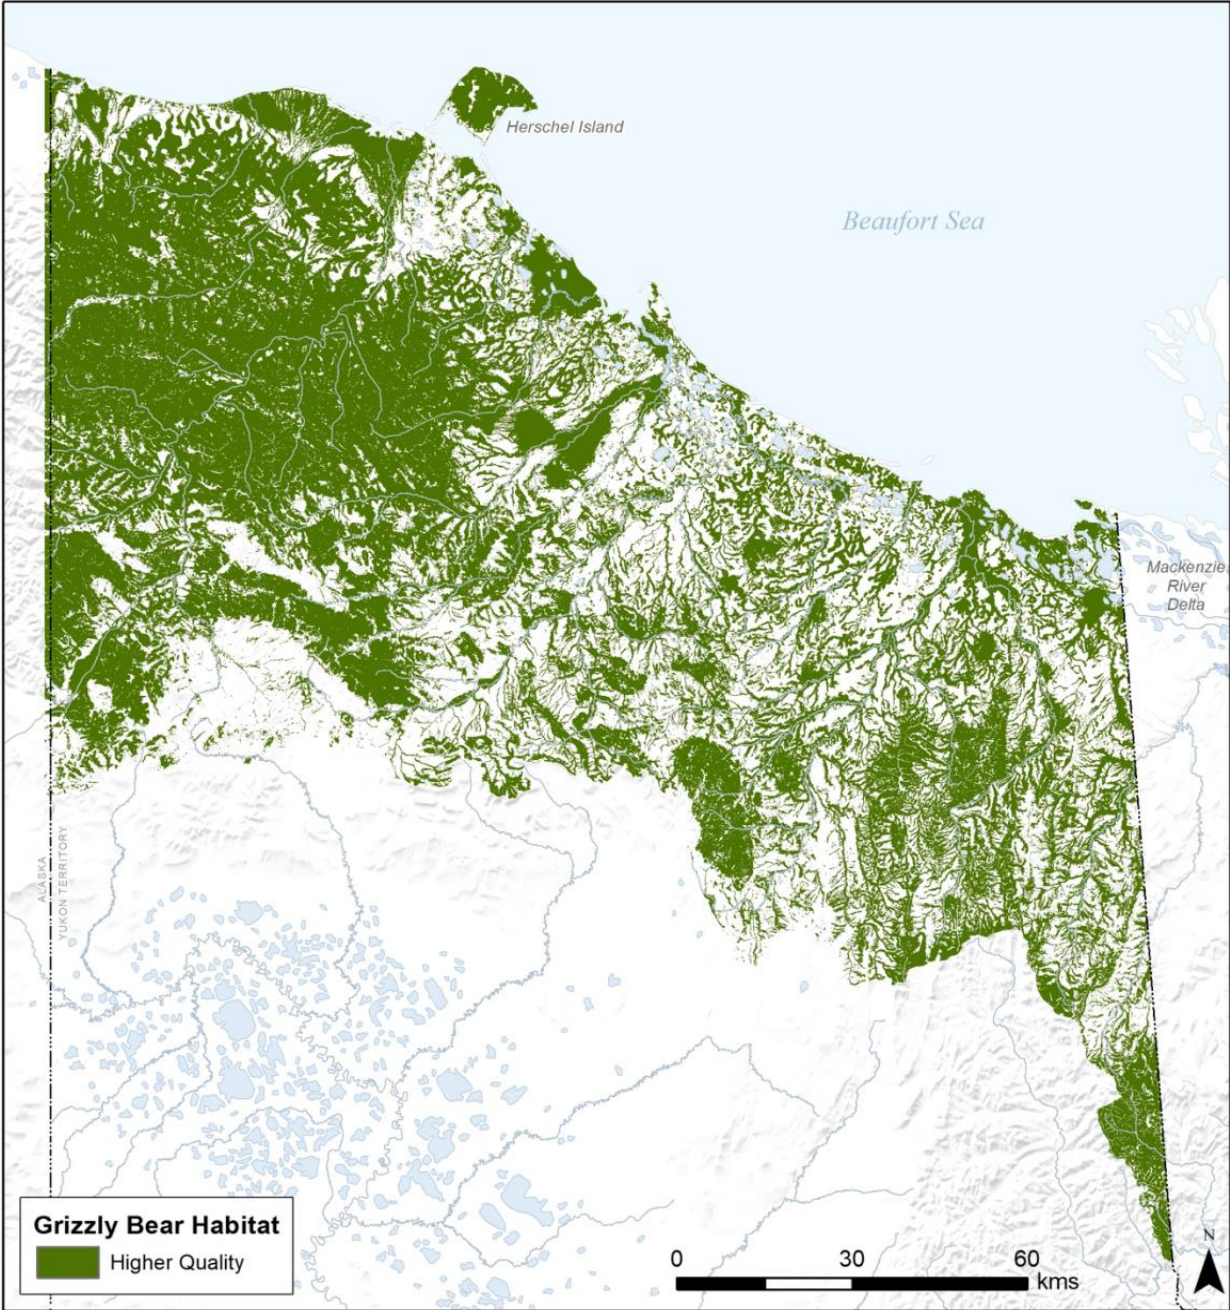 Herschel Island
Beaufort Sea
Mackenzie
River
Delta
ALASKA
YUKON TERRITORY
Grizzly Bear Habitat
Higher Quality
0 30 60
kms
N